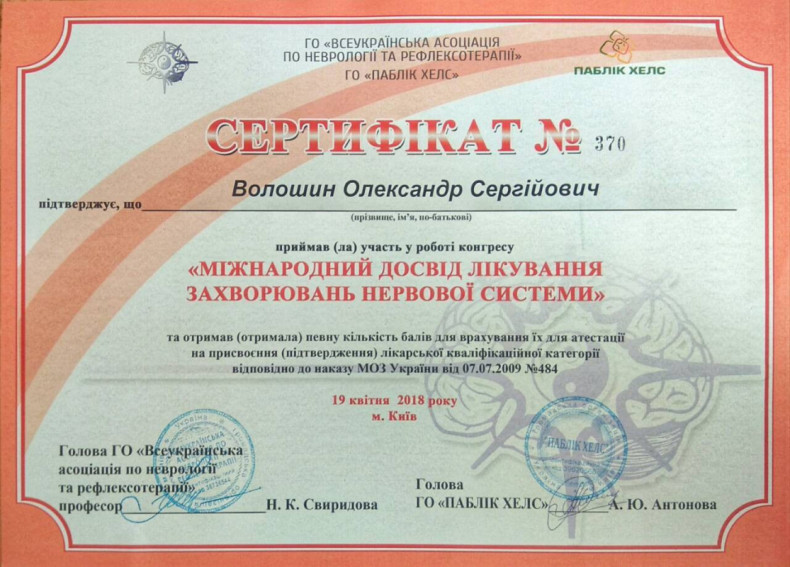 ГО «ВСЕУКРАЇНСЬКА АСОЦІАЦІЯ
ПО НЕВРОЛОГІЇ ТА РЕФЛЕКСОТЕРАПІЇ»
ГО «ПАБЛІК ХЕЛС»
ПАБЛІК ХЕЛС
СЕРТИФІКАТ № 370
Волошин Олександр Сергійович
підтверджує, що
(прізвище, ім'я, по-батькові)
приймав (ла) участь у роботі конгресу
«МІЖНАРОДНИЙ ДОСВІД ЛІКУВАННЯ
ЗАХВОРЮВАНЬ НЕРВОВОЇ СИСТЕМИ»
та отримав (отримала) певну кількість балів для врахування їх для атестації
на присвоєння (підтвердження) лікарської кваліфікаційної категорії
відповідно до наказу МОЗ України від 07.07.2009 №484
19 квітня 2018 року
м. Київ
Голова ГО «Всеукраїнська
асоціація по неврології
та рефлексотерапії»
професор Н. К. Свиридова
Голова
ГО «ПАБЛІК ХЕЛС» А. Ю. Антонова
"ПАБЛІК ХЕЛС"